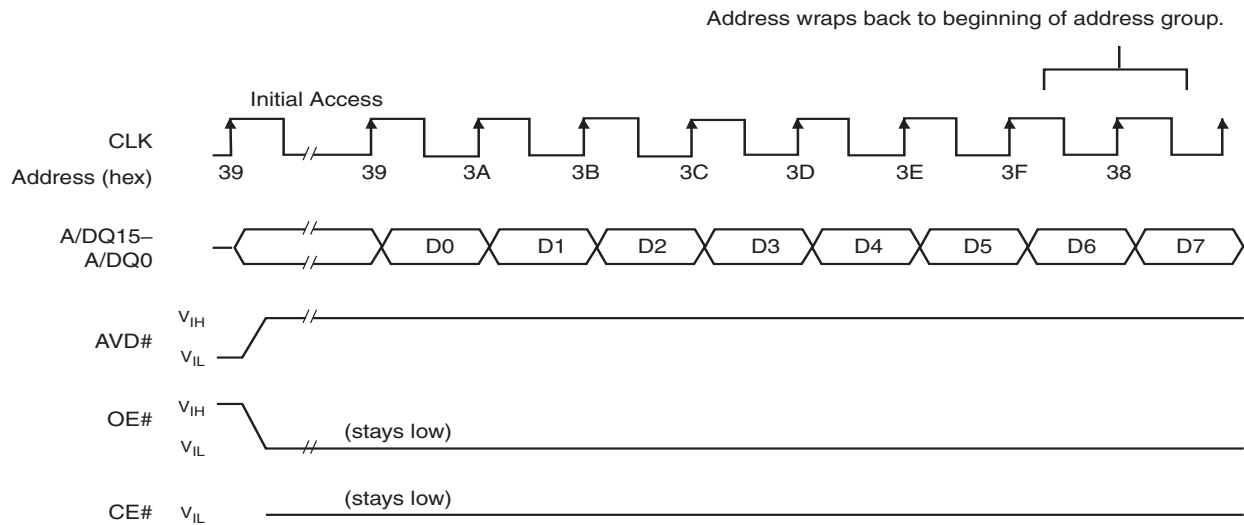 Address wraps back to beginning of address group.
Initial Access
CLK
Address (hex)
39 39 3A 3B 3C 3D 3E 3F 38
A/DQ15–
A/DQ0
D0 D1 D2 D3 D4 D5 D6 D7
AVD#
VIH
VIL
OE#
VIH
VIL
(stays low)
CE#
VIL
(stays low)